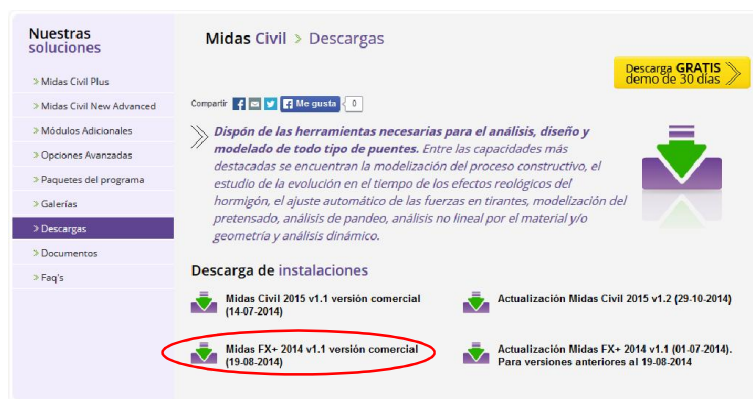 Nuestras
soluciones
> Midas Civil Plus
> Midas Civil New Advanced
> Módulos Adicionales
> Opciones Avanzadas
> Paquetes del programa
> Galerías
> Descargas
> Documentos
> Faq's
Midas Civil > Descargas
Descarga GRATIS
demo de 30 días
Compartir Me gusta 0
Dispón de las herramientas necesarias para el análisis, diseño y
modelado de todo tipo de puentes. Entre las capacidades más
destacadas se encuentran la modelización del proceso constructivo, el
estudio de la evolución en el tiempo de los efectos reológicos del
hormigón, el ajuste automático de las fuerzas en tirantes, modelización del
pretensado, análisis de pandeo, análisis no lineal por el material y/o
geometría y análisis dinámico.
Descarga de instalaciones
Midas Civil 2015 v1.1 versión comercial
(14-07-2014)
Actualización Midas Civil 2015 v1.2 (29-10-2014)
Midas FX+ 2014 v1.1 versión comercial
(19-08-2014)
Actualización Midas FX+ 2014 v1.1 (01-07-2014).
Para versiones anteriores al 19-08-2014